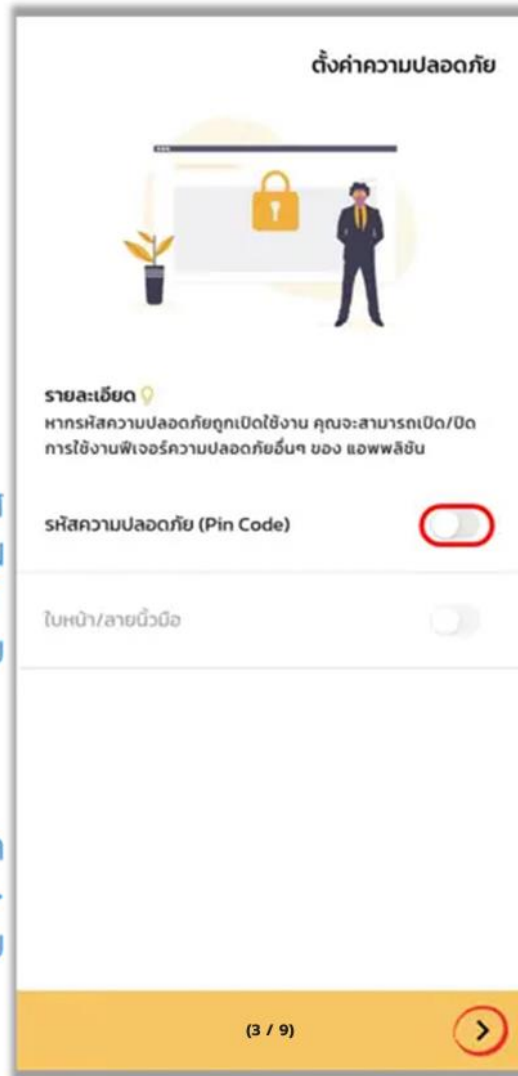 ตั้งค่าความปลอดภัย
รายละเอียด
หากรหัสความปลอดภัยถูกเปิดใช้งาน คุณจะสามารถเปิด/ปิด
การใช้งานฟีเจอร์ความปลอดภัยอื่นๆ ของ แอพพลิชัน
รหัสความปลอดภัย (Pin Code)
ใบหน้า/ลายนิ้วมือ
(3 / 9)